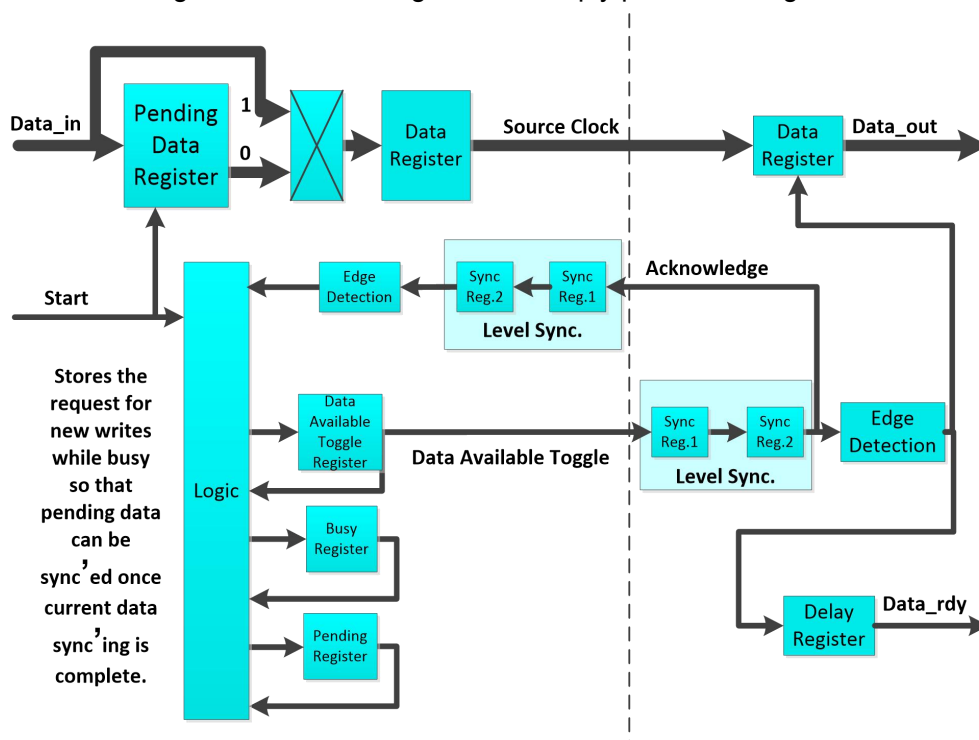 Pending
Data
Register
1
0
Data_in
Data
Register
Source Clock
Data
Register
Data_out
Start
Edge
Detection
Sync
Reg.2
Sync
Reg.1
Level Sync.
Acknowledge
Stores the
request for
new writes
while busy
so that
pending data
can be
sync'ed once
current data
sync'ing is
complete.
Logic
Data
Available
Toggle
Register
Data Available Toggle
Sync
Reg.1
Sync
Reg.2
Level Sync.
Edge
Detection
Busy
Register
Pending
Register
Delay
Register
Data_rdy